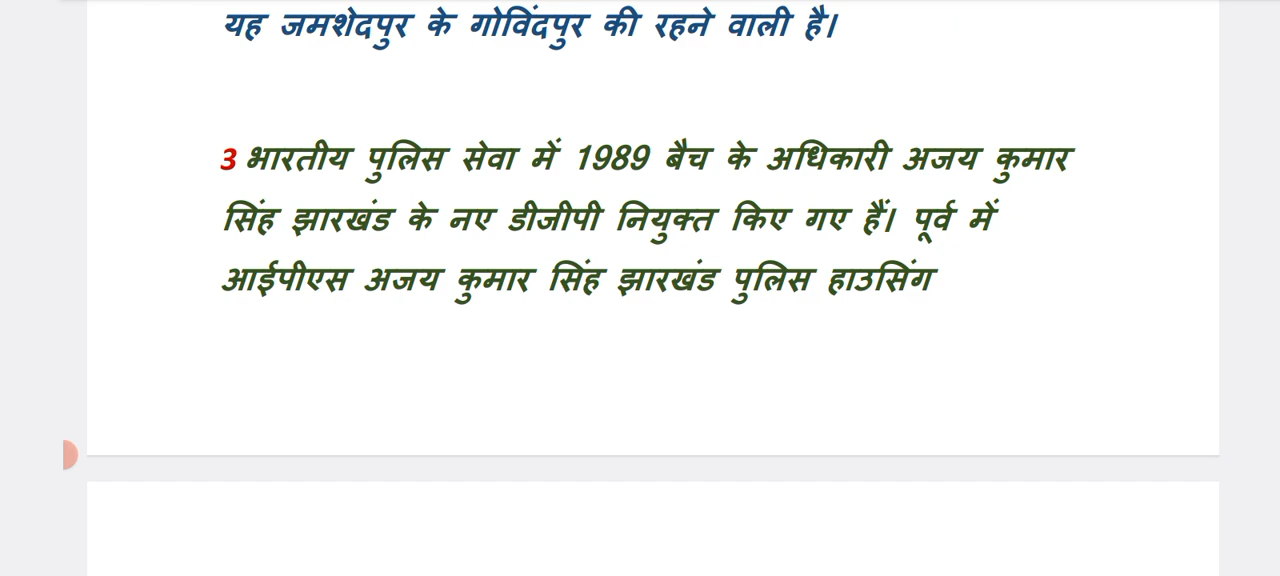 यह जमशेदपुर के गोविंदपुर की रहने वाली है।
3 भारतीय पुलिस सेवा में 1989 बैच के अधिकारी अजय कुमार
सिंह झारखंड के नए डीजीपी नियुक्त किए गए हैं। पूर्व में
आईपीएस अजय कुमार सिंह झारखंड पुलिस हाउसिंग